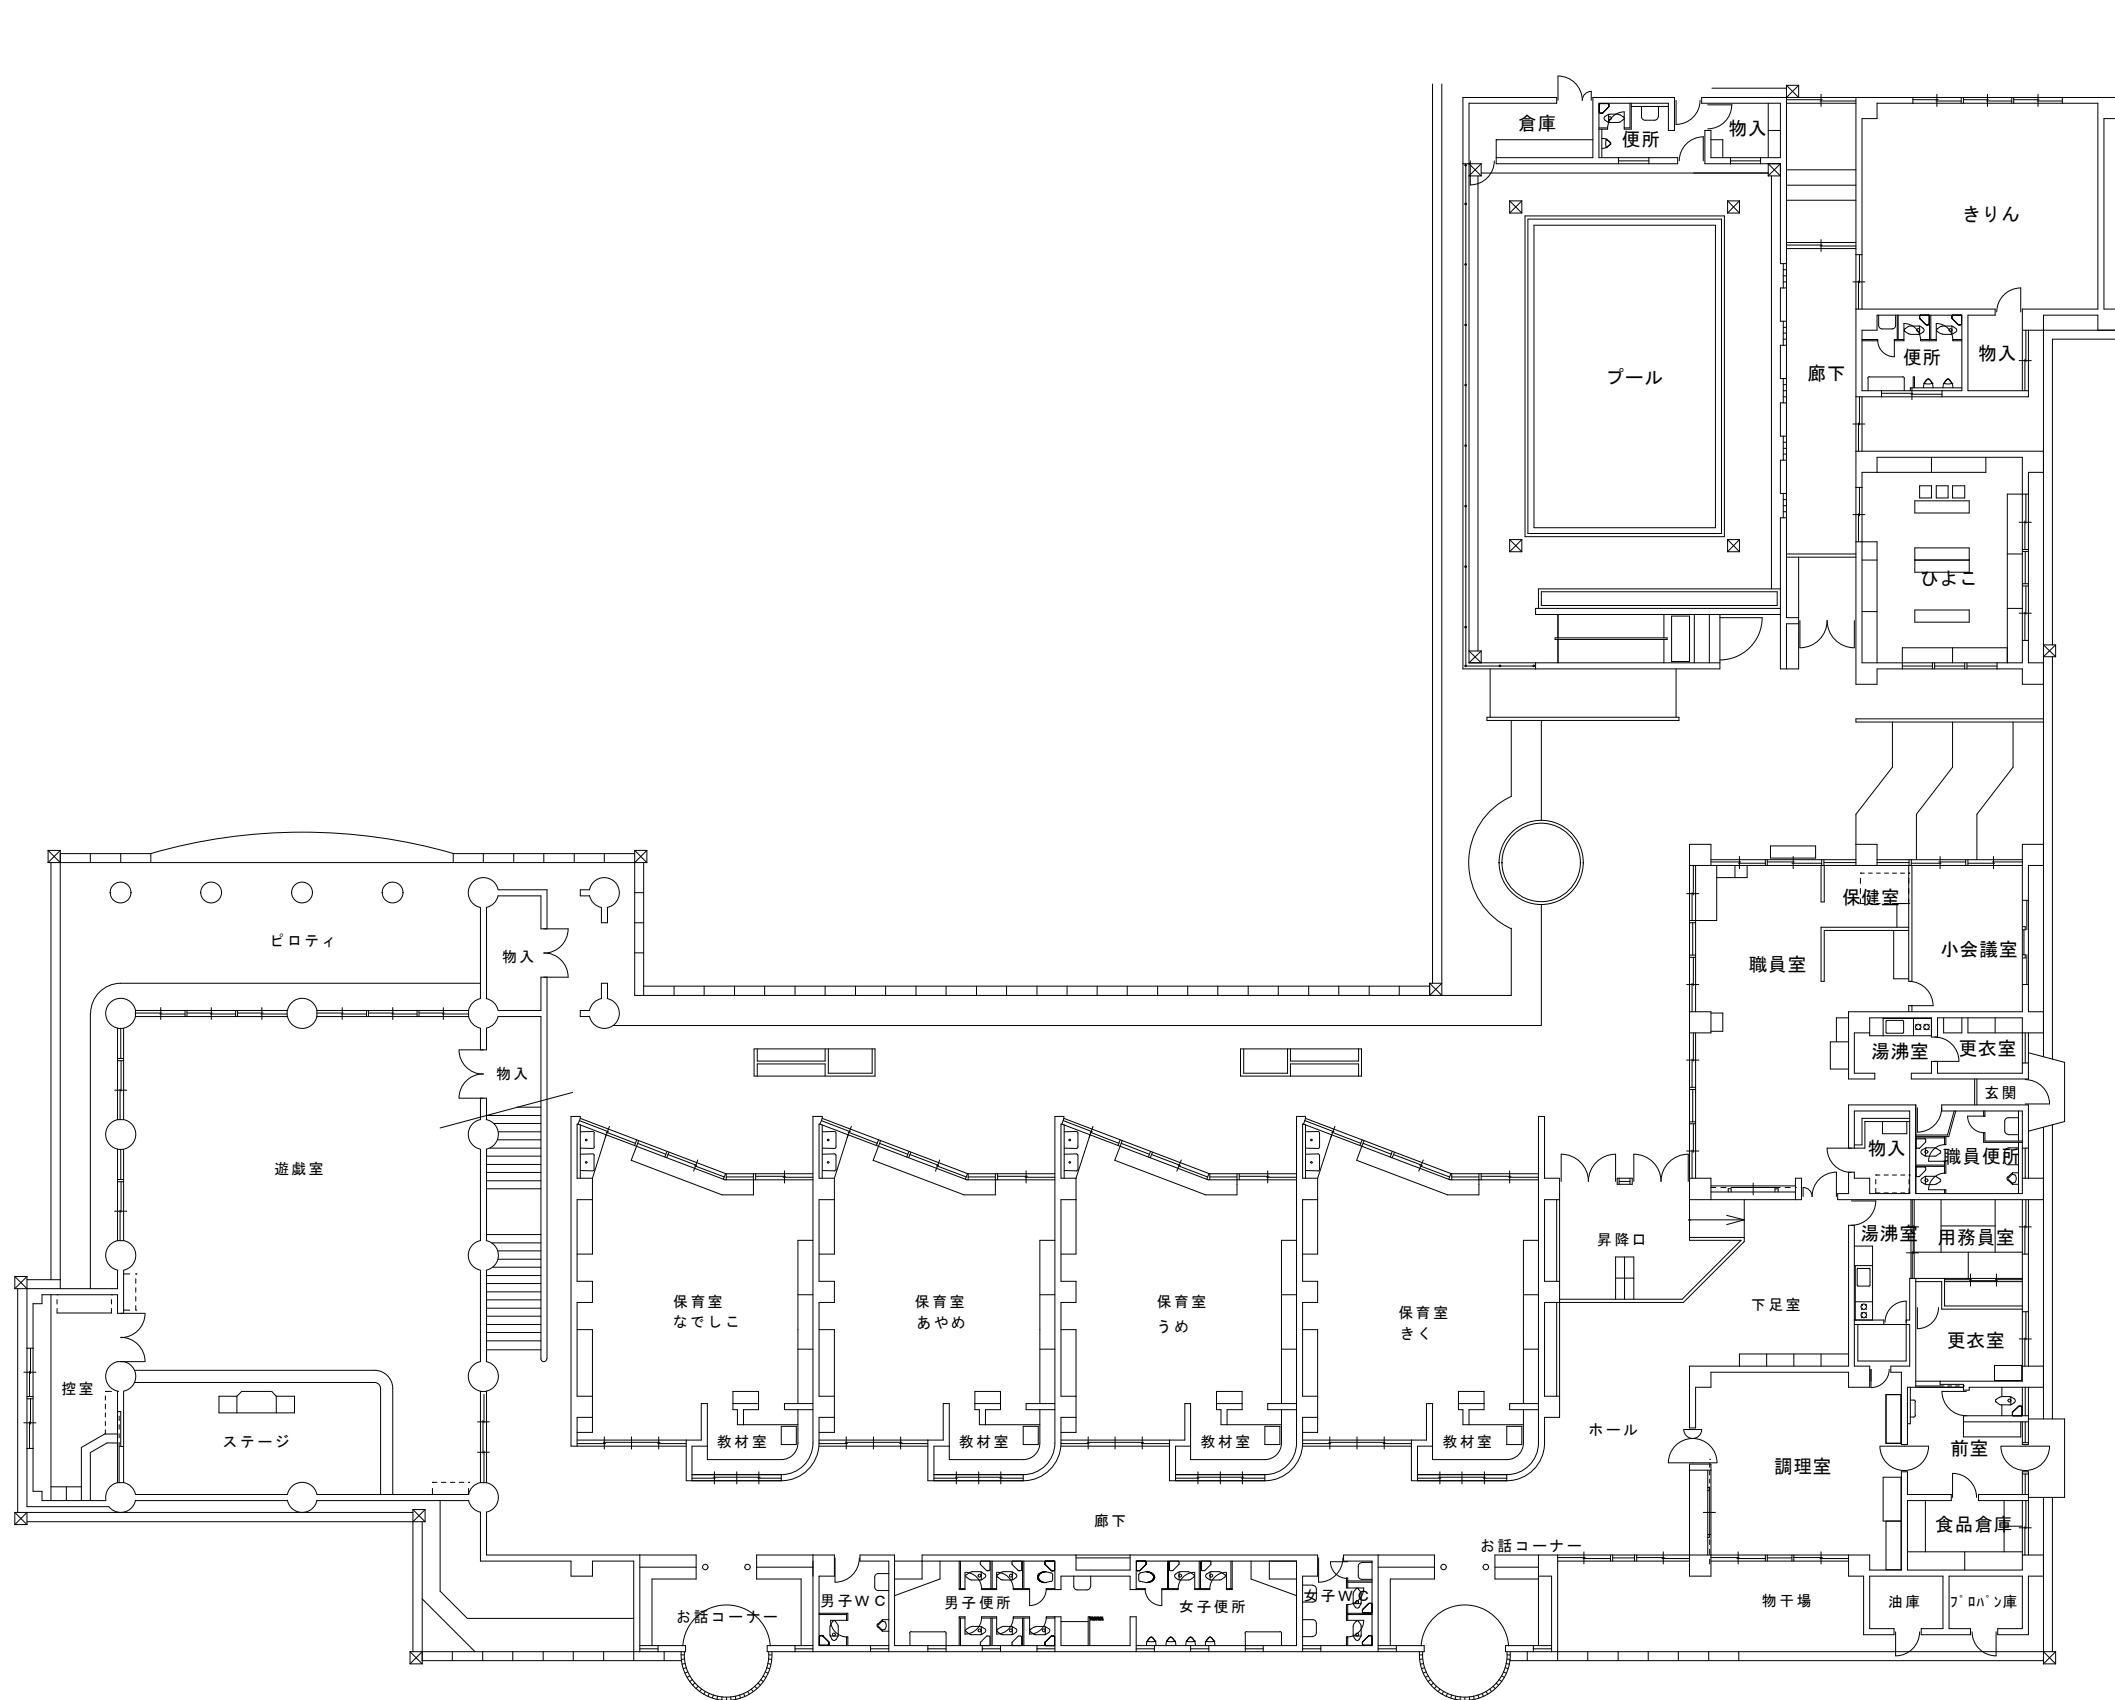 倉庫
便所
物入
きりん
プール
廊下
便所
物入
ひよこ
保健室
職員室
小会議室
ピロティ
物入
湯沸室
更衣室
物入
玄関
物入
職員便所
遊戯室
昇降口
湯沸室
用務員室
保育室
なでしこ
保育室
あやめ
保育室
うめ
保育室
きく
下足室
更衣室
控室
ステージ
教材室
教材室
教材室
教材室
ホール
調理室
前室
廊下
お話コーナー
食品倉庫
お話コーナー
男子WC
男子便所
女子便所
女子WC
物干場
油庫
プロパン庫